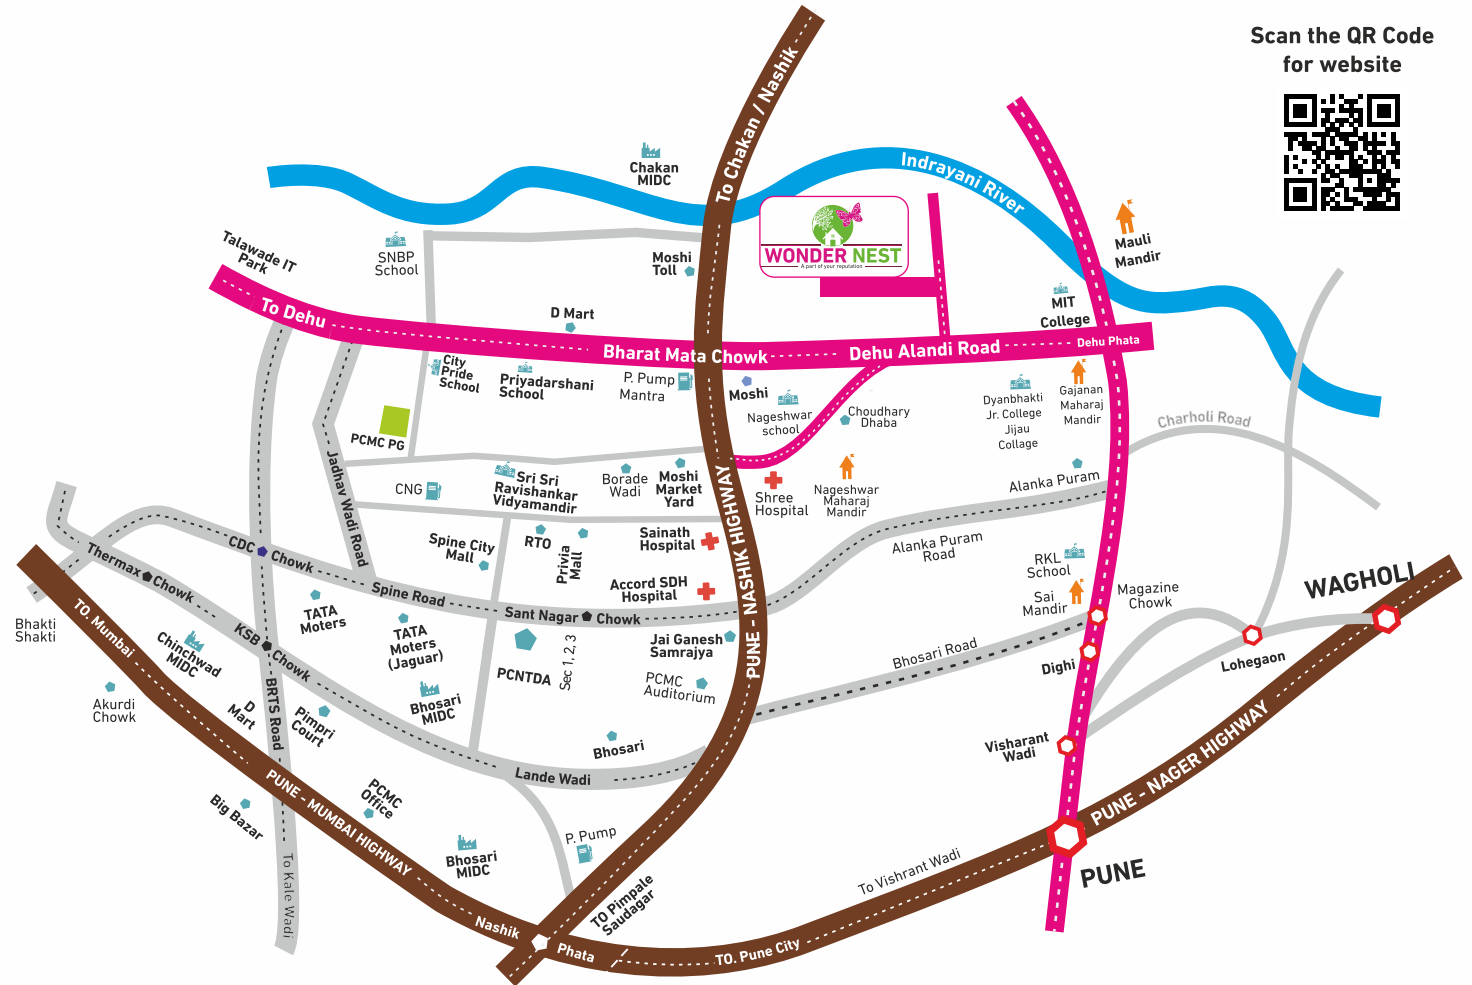 Scan the QR Code
for website
To Chakan / Nashik
Chakan
MIDC
Indrayani River
WONDER NEST
A part of your reputation
Mauli
Mandir
Talawade IT
Park
SNBP
School
Moshi
Toll
To Dehu
D Mart
MIT
College
Bharat Mata Chowk
Dehu Alandi Road
Dehu Phata
City
Pride
School
Priyadarshani
School
P. Pump
Mantra
Moshi
Nageshwar
school
Choudhary
Dhaba
Dyanbhakti
Jr. College
Jijau
Collage
Gajanan
Maharaj
Mandir
Charholi Road
PCMC PG
Jadhav Wadi Road
CNG
Sri Sri
Ravishankar
Vidyamandir
Borade
Wadi
Moshi
Market
Yard
Shree
Hospital
Nageshwar
Maharaj
Mandir
Alanka Puram
PUNE - NASHIK HIGHWAY
CDC Chowk
Spine City
Mall
RTO
Privia
Mall
Sainath
Hospital
Alanka Puram
Road
Thermax Chowk
Spine Road
Accord SDH
Hospital
RKL
School
Sai
Mandir
Magazine
Chowk
WAGHOLI
Sant Nagar Chowk
Bhakti
Shakti
TO. Mumbai
TATA
Moters
KSB Chowk
TATA
Moters
(Jaguar)
Chinchwad
MIDC
PCNTDA
Sec 1, 2, 3
Jai Ganesh
Samrajya
PCMC
Auditorium
Bhosari Road
Dighi
Lohegaon
Akurdi
Chowk
D
Mart
BRTS Road
Pimpri
Court
Bhosari
MIDC
Bhosari
Visharant
Wadi
Lande Wadi
PUNE - NAGER HIGHWAY
PUNE - MUMBAI HIGHWAY
Big Bazar
PCMC
Office
Bhosari
MIDC
P. Pump
To Kale Wadi
To Vishrant Wadi
PUNE
TO Pimpale
Saudagar
Nashik
Phata
TO. Pune City